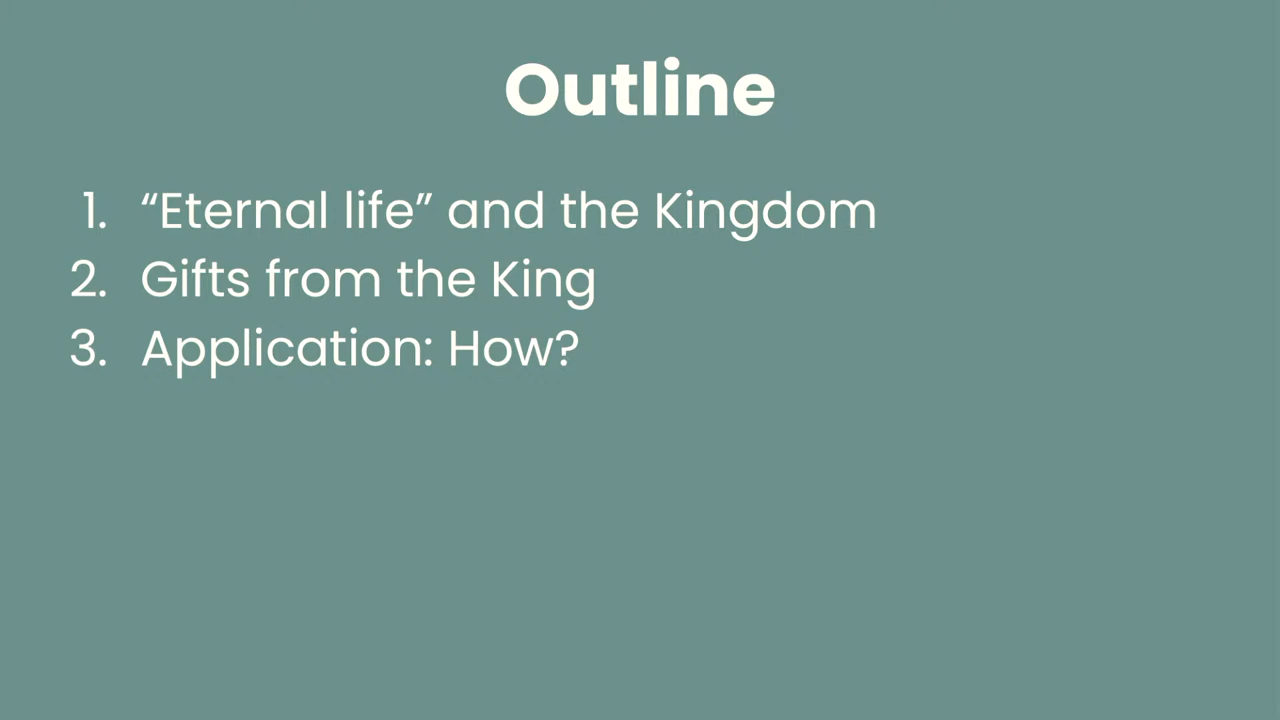 Outline
1. “Eternal life” and the Kingdom
2. Gifts from the King
3. Application: How?